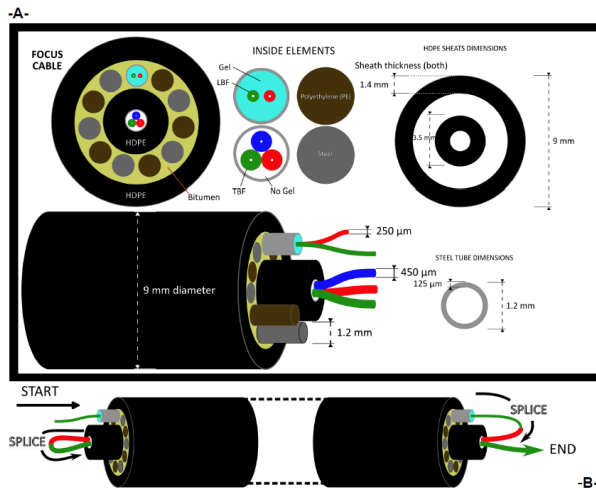 -A-
FOCUS
CABLE
INSIDE ELEMENTS
HDPE SHEATS DIMENSIONS
Gel
LBF
Polyethylene (PE)
Steel
TBF
No Gel
HDPE
HDPE
Bitumen
Sheath thickness (both)
1.4 mm
3.5 mm
9 mm
9 mm diameter
250 µm
450 µm
1.2 mm
STEEL TUBE DIMENSIONS
125 µm
1.2 mm
START
SPLICE
SPLICE
END
-B-